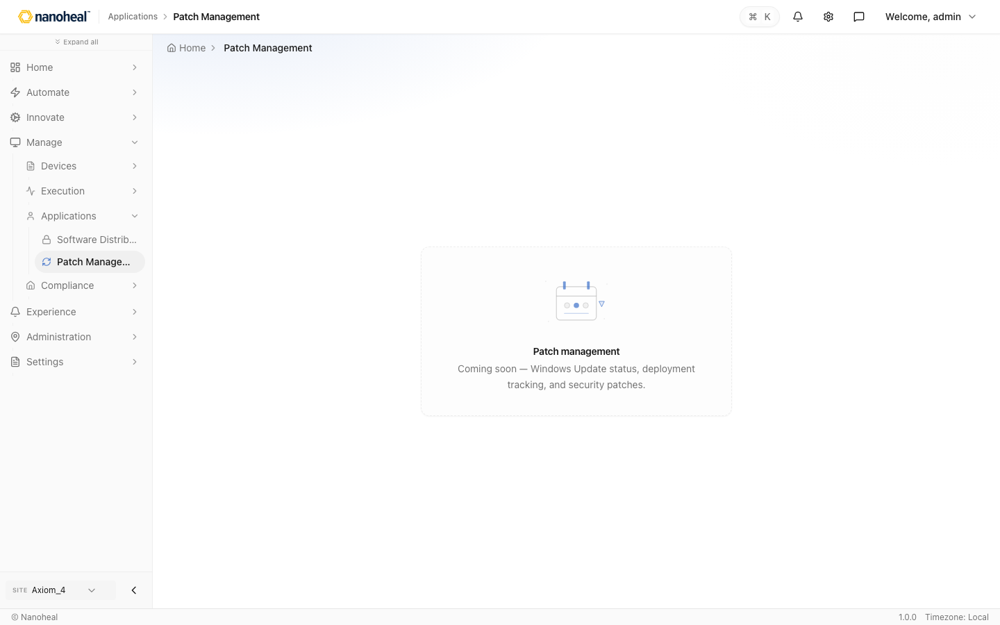 nanoheal™
Applications > Patch Management
⌘ K
Welcome, admin
Expand all
Home
Automate
Innovate
Manage
Devices
Execution
Applications
Software Distrib...
Patch Manage...
Compliance
Experience
Administration
Settings
SITE Axiom_4
Home > Patch Management
Patch management
Coming soon — Windows Update status, deployment
tracking, and security patches.
© Nanoheal
1.0.0 Timezone: Local